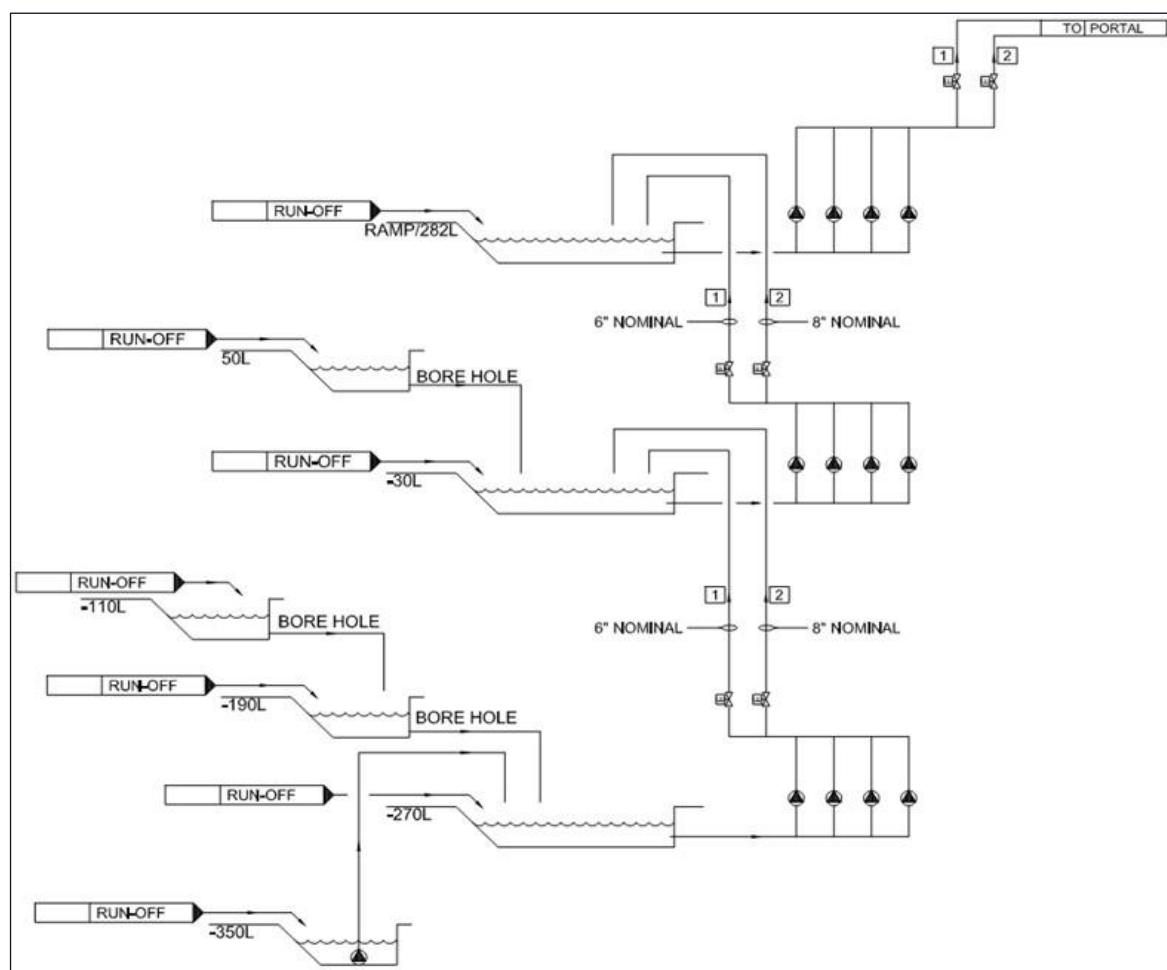 TO PORTAL
1
2
RUN-OFF
RAMP/282L
1
2
6" NOMINAL
8" NOMINAL
RUN-OFF
50L
BORE HOLE
RUN-OFF
-30L
RUN-OFF
-110L
BORE HOLE
1
2
6" NOMINAL
8" NOMINAL
RUN-OFF
-190L
BORE HOLE
RUN-OFF
-270L
RUN-OFF
-350L